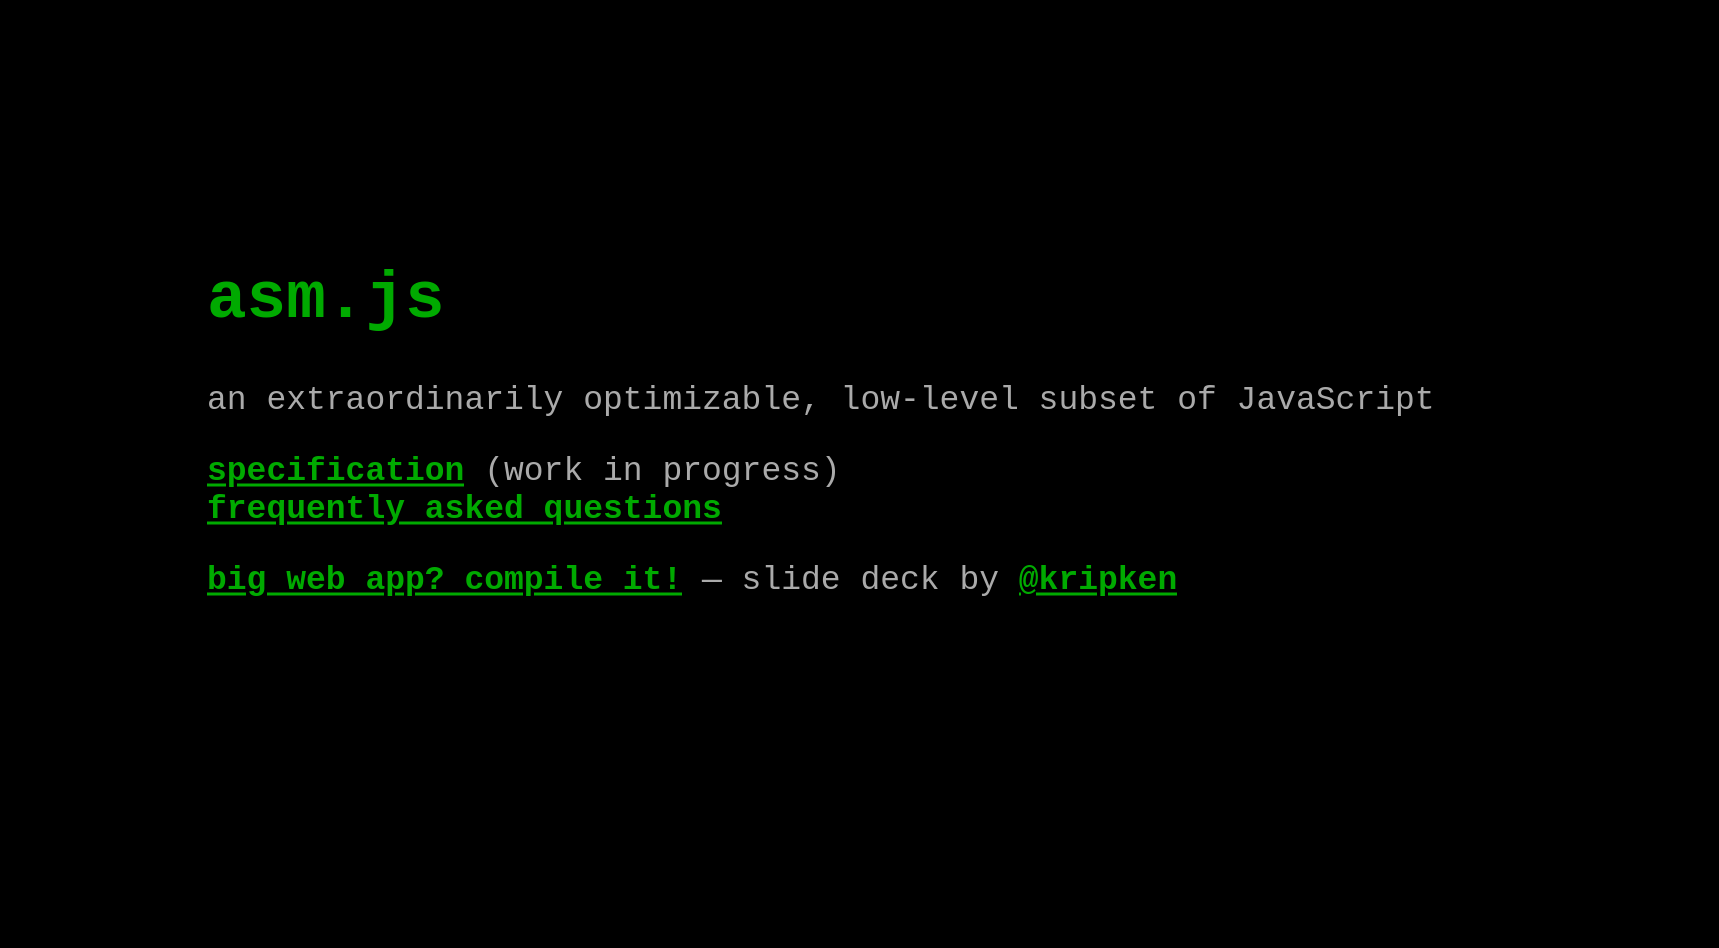 asm.js
an extraordinarily optimizable, low-level subset of JavaScript
specification (work in progress)
frequently asked questions
big web app? compile it! — slide deck by @kripken